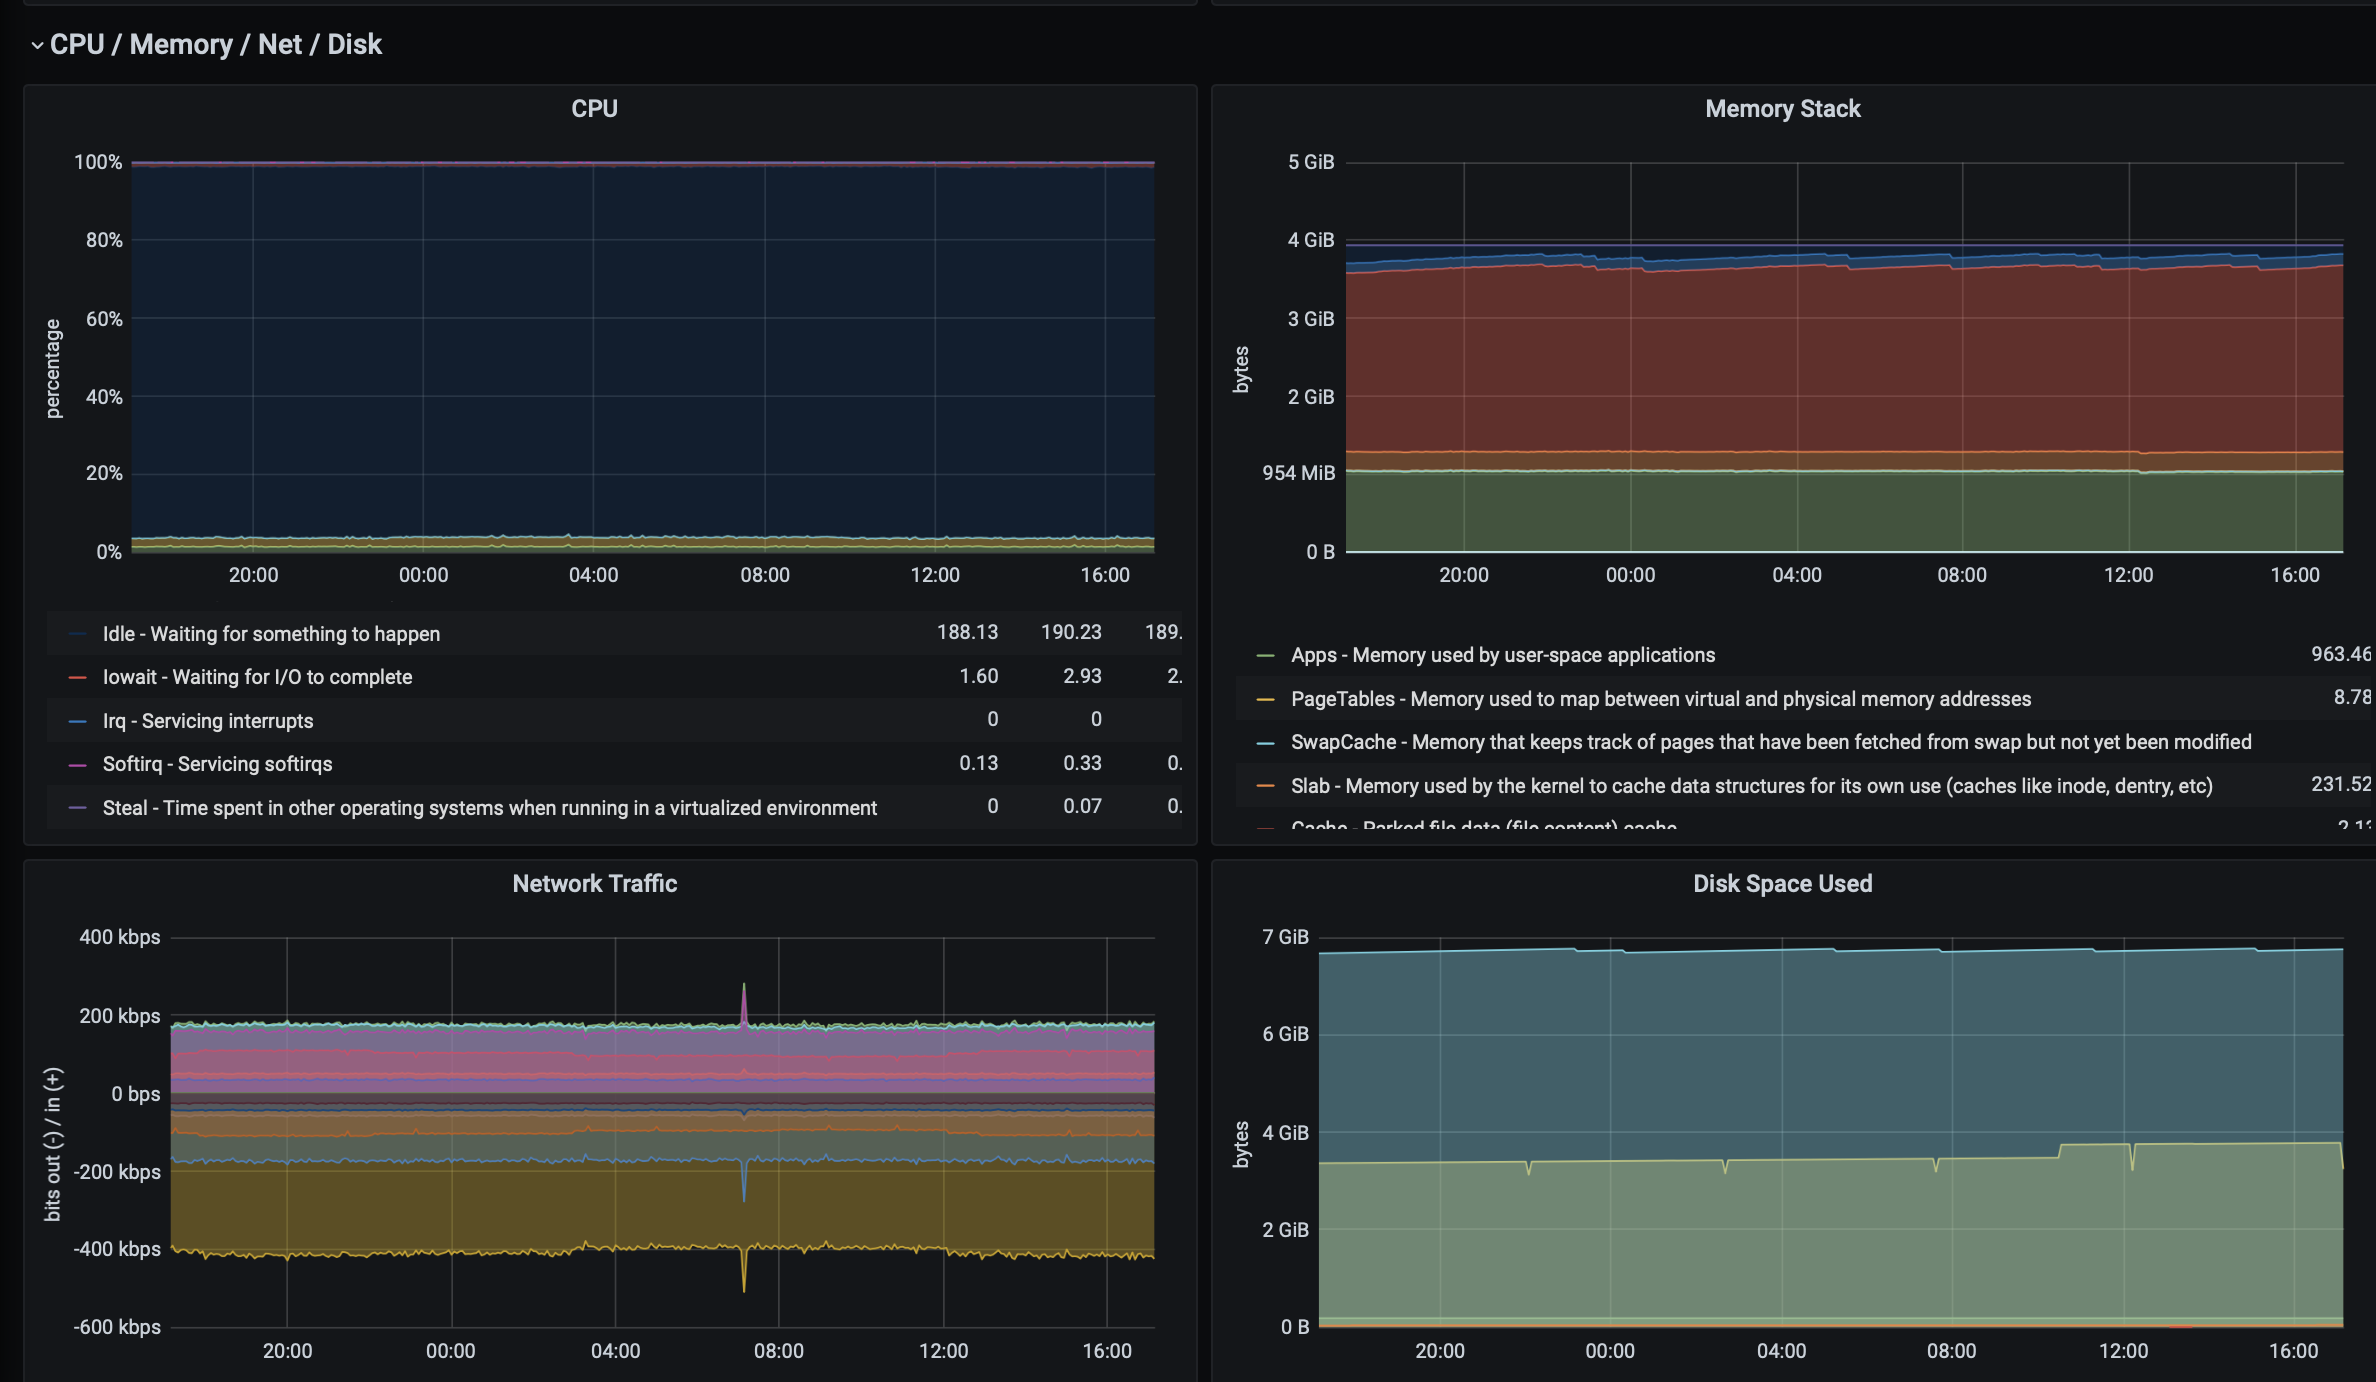 CPU / Memory / Net / Disk
CPU
percentage
100%
80%
60%
40%
20%
0%
20:00 00:00 04:00 08:00 12:00 16:00
Idle - Waiting for something to happen 188.13 190.23 189.
Iowait - Waiting for I/O to complete 1.60 2.93 2.
Irq - Servicing interrupts 0 0
Softirq - Servicing softirqs 0.13 0.33 0.
Steal - Time spent in other operating systems when running in a virtualized environment 0 0.07 0.
Memory Stack
bytes
5 GiB
4 GiB
3 GiB
2 GiB
954 MiB
0 B
20:00 00:00 04:00 08:00 12:00 16:00
Apps - Memory used by user-space applications 963.46
PageTables - Memory used to map between virtual and physical memory addresses 8.78
SwapCache - Memory that keeps track of pages that have been fetched from swap but not yet been modified
Slab - Memory used by the kernel to cache data structures for its own use (caches like inode, dentry, etc) 231.52
Cache - Parked file data (file content) cache
Network Traffic
bits out (-) / in (+)
400 kbps
200 kbps
0 bps
-200 kbps
-400 kbps
-600 kbps
20:00 00:00 04:00 08:00 12:00 16:00
Disk Space Used
bytes
7 GiB
6 GiB
4 GiB
2 GiB
0 B
20:00 00:00 04:00 08:00 12:00 16:00